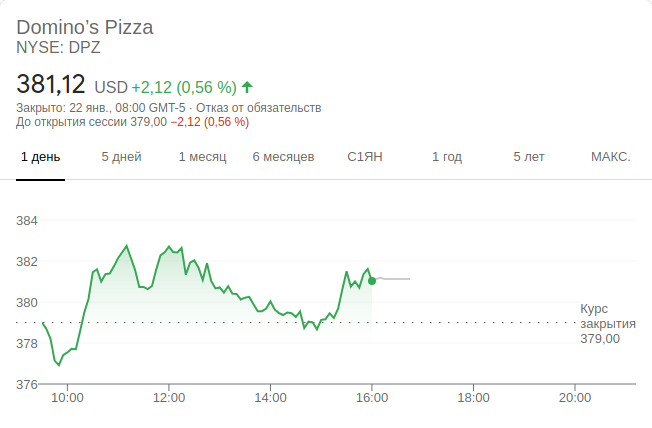 Domino’s Pizza
NYSE: DPZ
381,12 USD +2,12 (0,56 %)
Закрыто: 22 янв., 08:00 GMT-5 · Отказ от обязательств
До открытия сессии 379,00 −2,12 (0,56 %)
1 день 5 дней 1 месяц 6 месяцев С1ЯН 1 год 5 лет МАКС.
384
382
380
378
376
Курс
закрытия
379,00
10:00 12:00 14:00 16:00 18:00 20:00